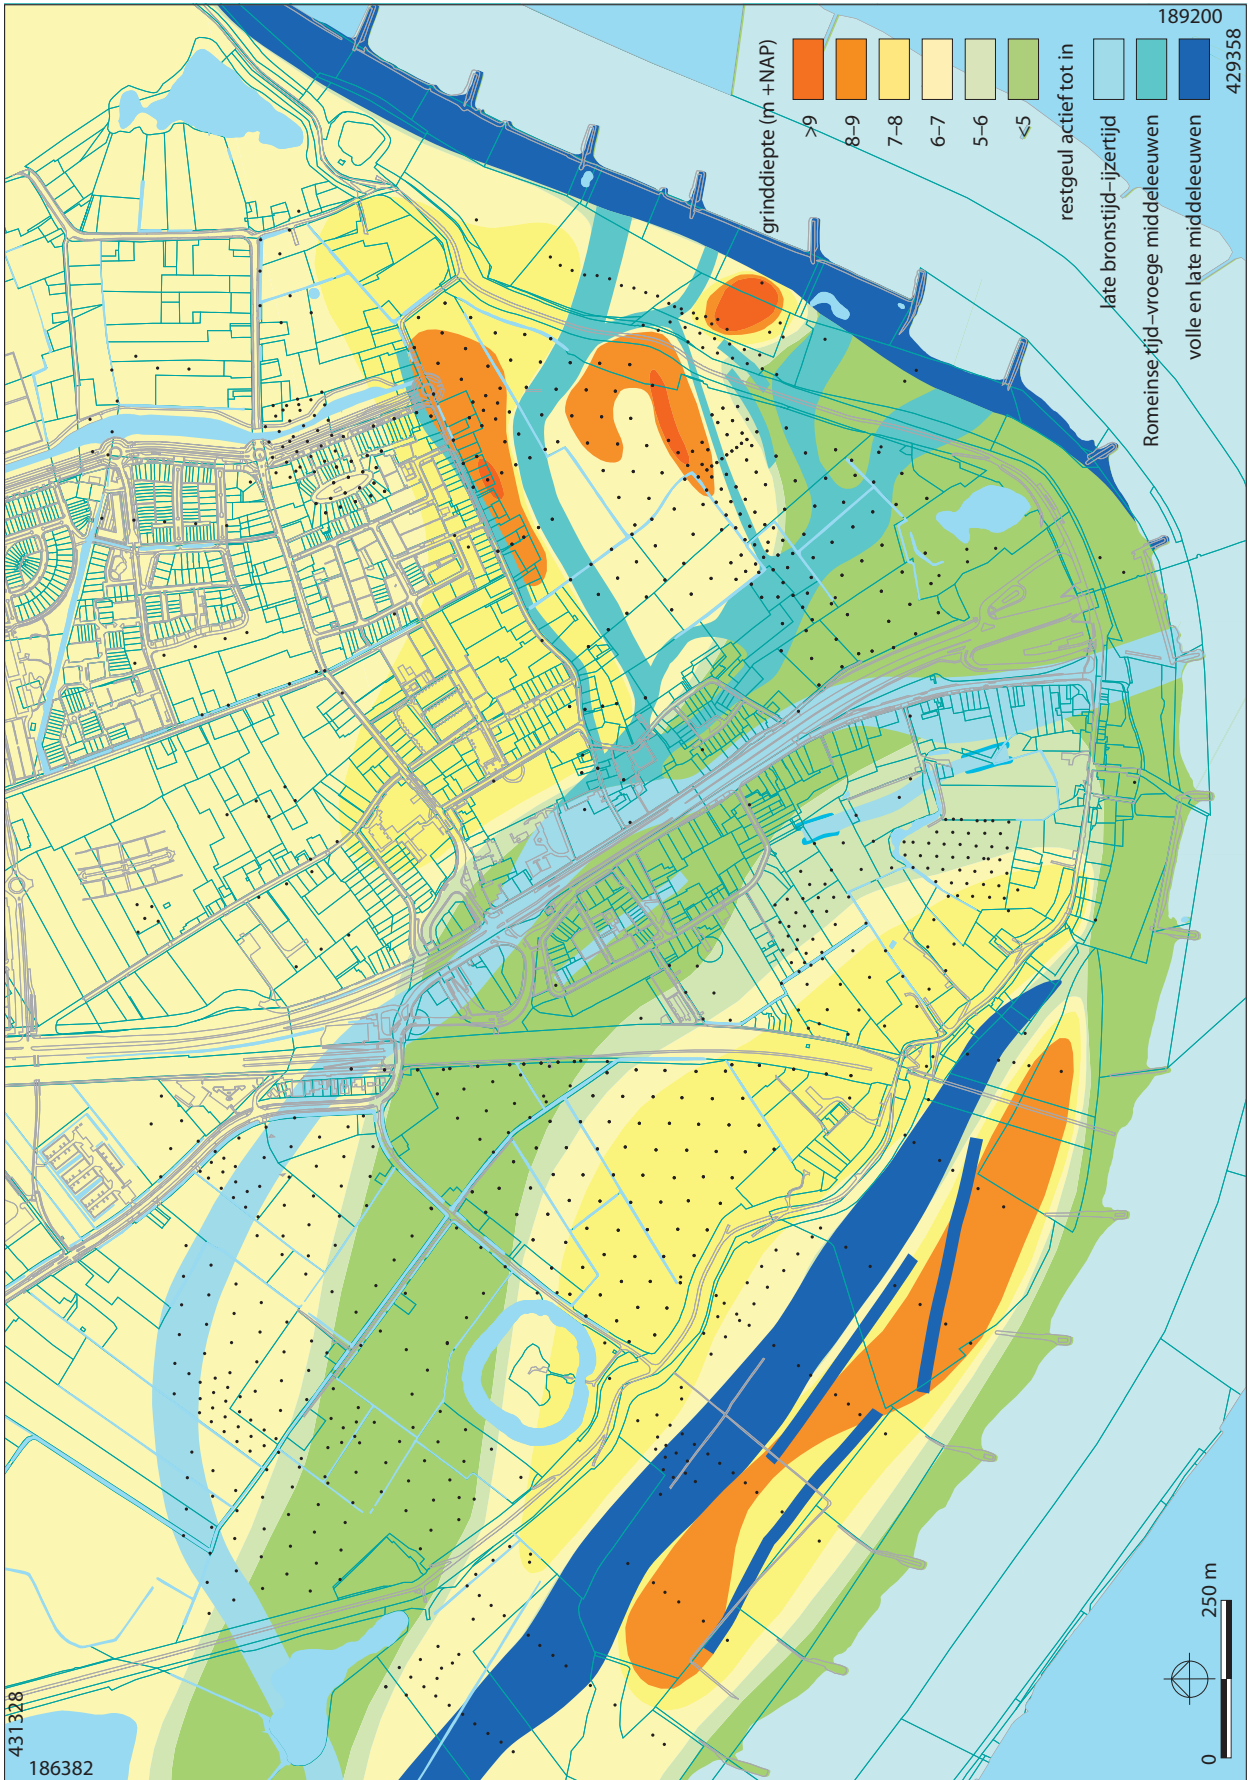 189200
429358
grinddiepte (m +NAP)
>9
8–9
7–8
6–7
5–6
<5
restgeul actief tot in
late bronstijd–ijzertijd
Romeinse tijd–vroege middeleeuwen
volle en late middeleeuwen
431328
186382
0 250 m